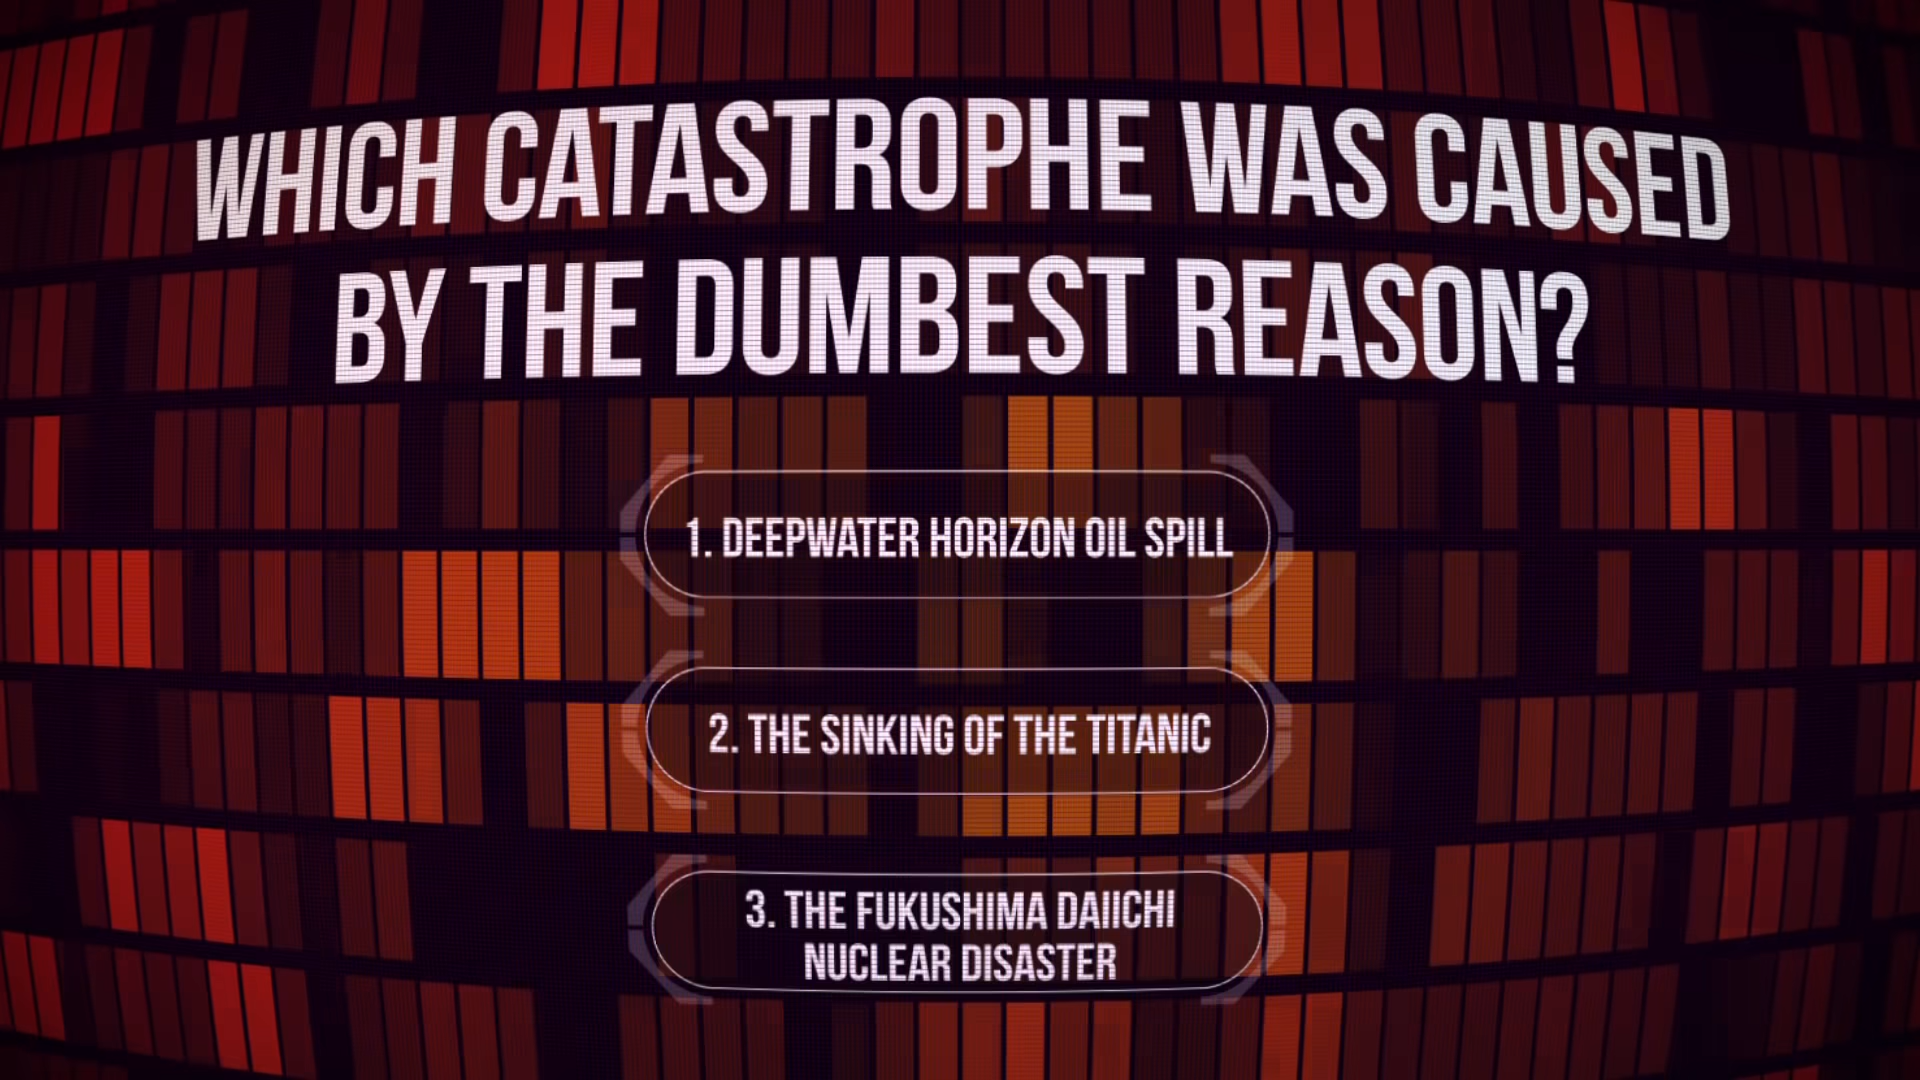 WHICH CATASTROPHE WAS CAUSED
BY THE DUMBEST REASON?
1. DEEPWATER HORIZON OIL SPILL
2. THE SINKING OF THE TITANIC
3. THE FUKUSHIMA DAIICHI
NUCLEAR DISASTER